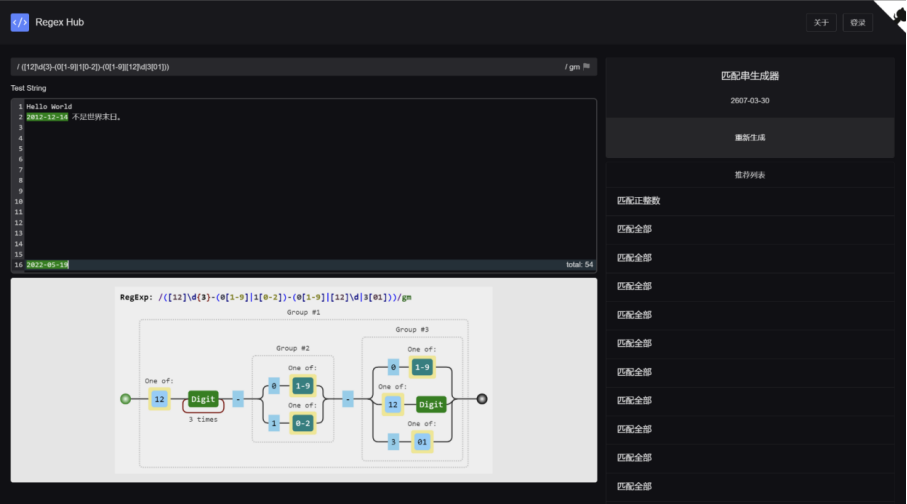 Regex Hub
关于
登录
/ ([12]\d{3}-(0[1-9]|1[0-2])-(0[1-9]|[12]\d|3[01]))
/ gm
Test String
1 Hello World
2 2012-12-14 不是世界末日。
3
4
5
6
7
8
9
10
11
12
13
14
15
16 2022-05-19
total: 54
RegExp: /([12]\d{3}-(0[1-9]|1[0-2])-(0[1-9]|[12]\d|3[01]))/gm
Group #1
Group #2
Group #3
One of:
12
Digit
3 times
-
0
One of:
1-9
1
One of:
0-2
-
0
One of:
1-9
One of:
12
Digit
3
One of:
01
匹配串生成器
2607-03-30
重新生成
推荐列表
匹配正整数
匹配全部
匹配全部
匹配全部
匹配全部
匹配全部
匹配全部
匹配全部
匹配全部
匹配全部
匹配全部